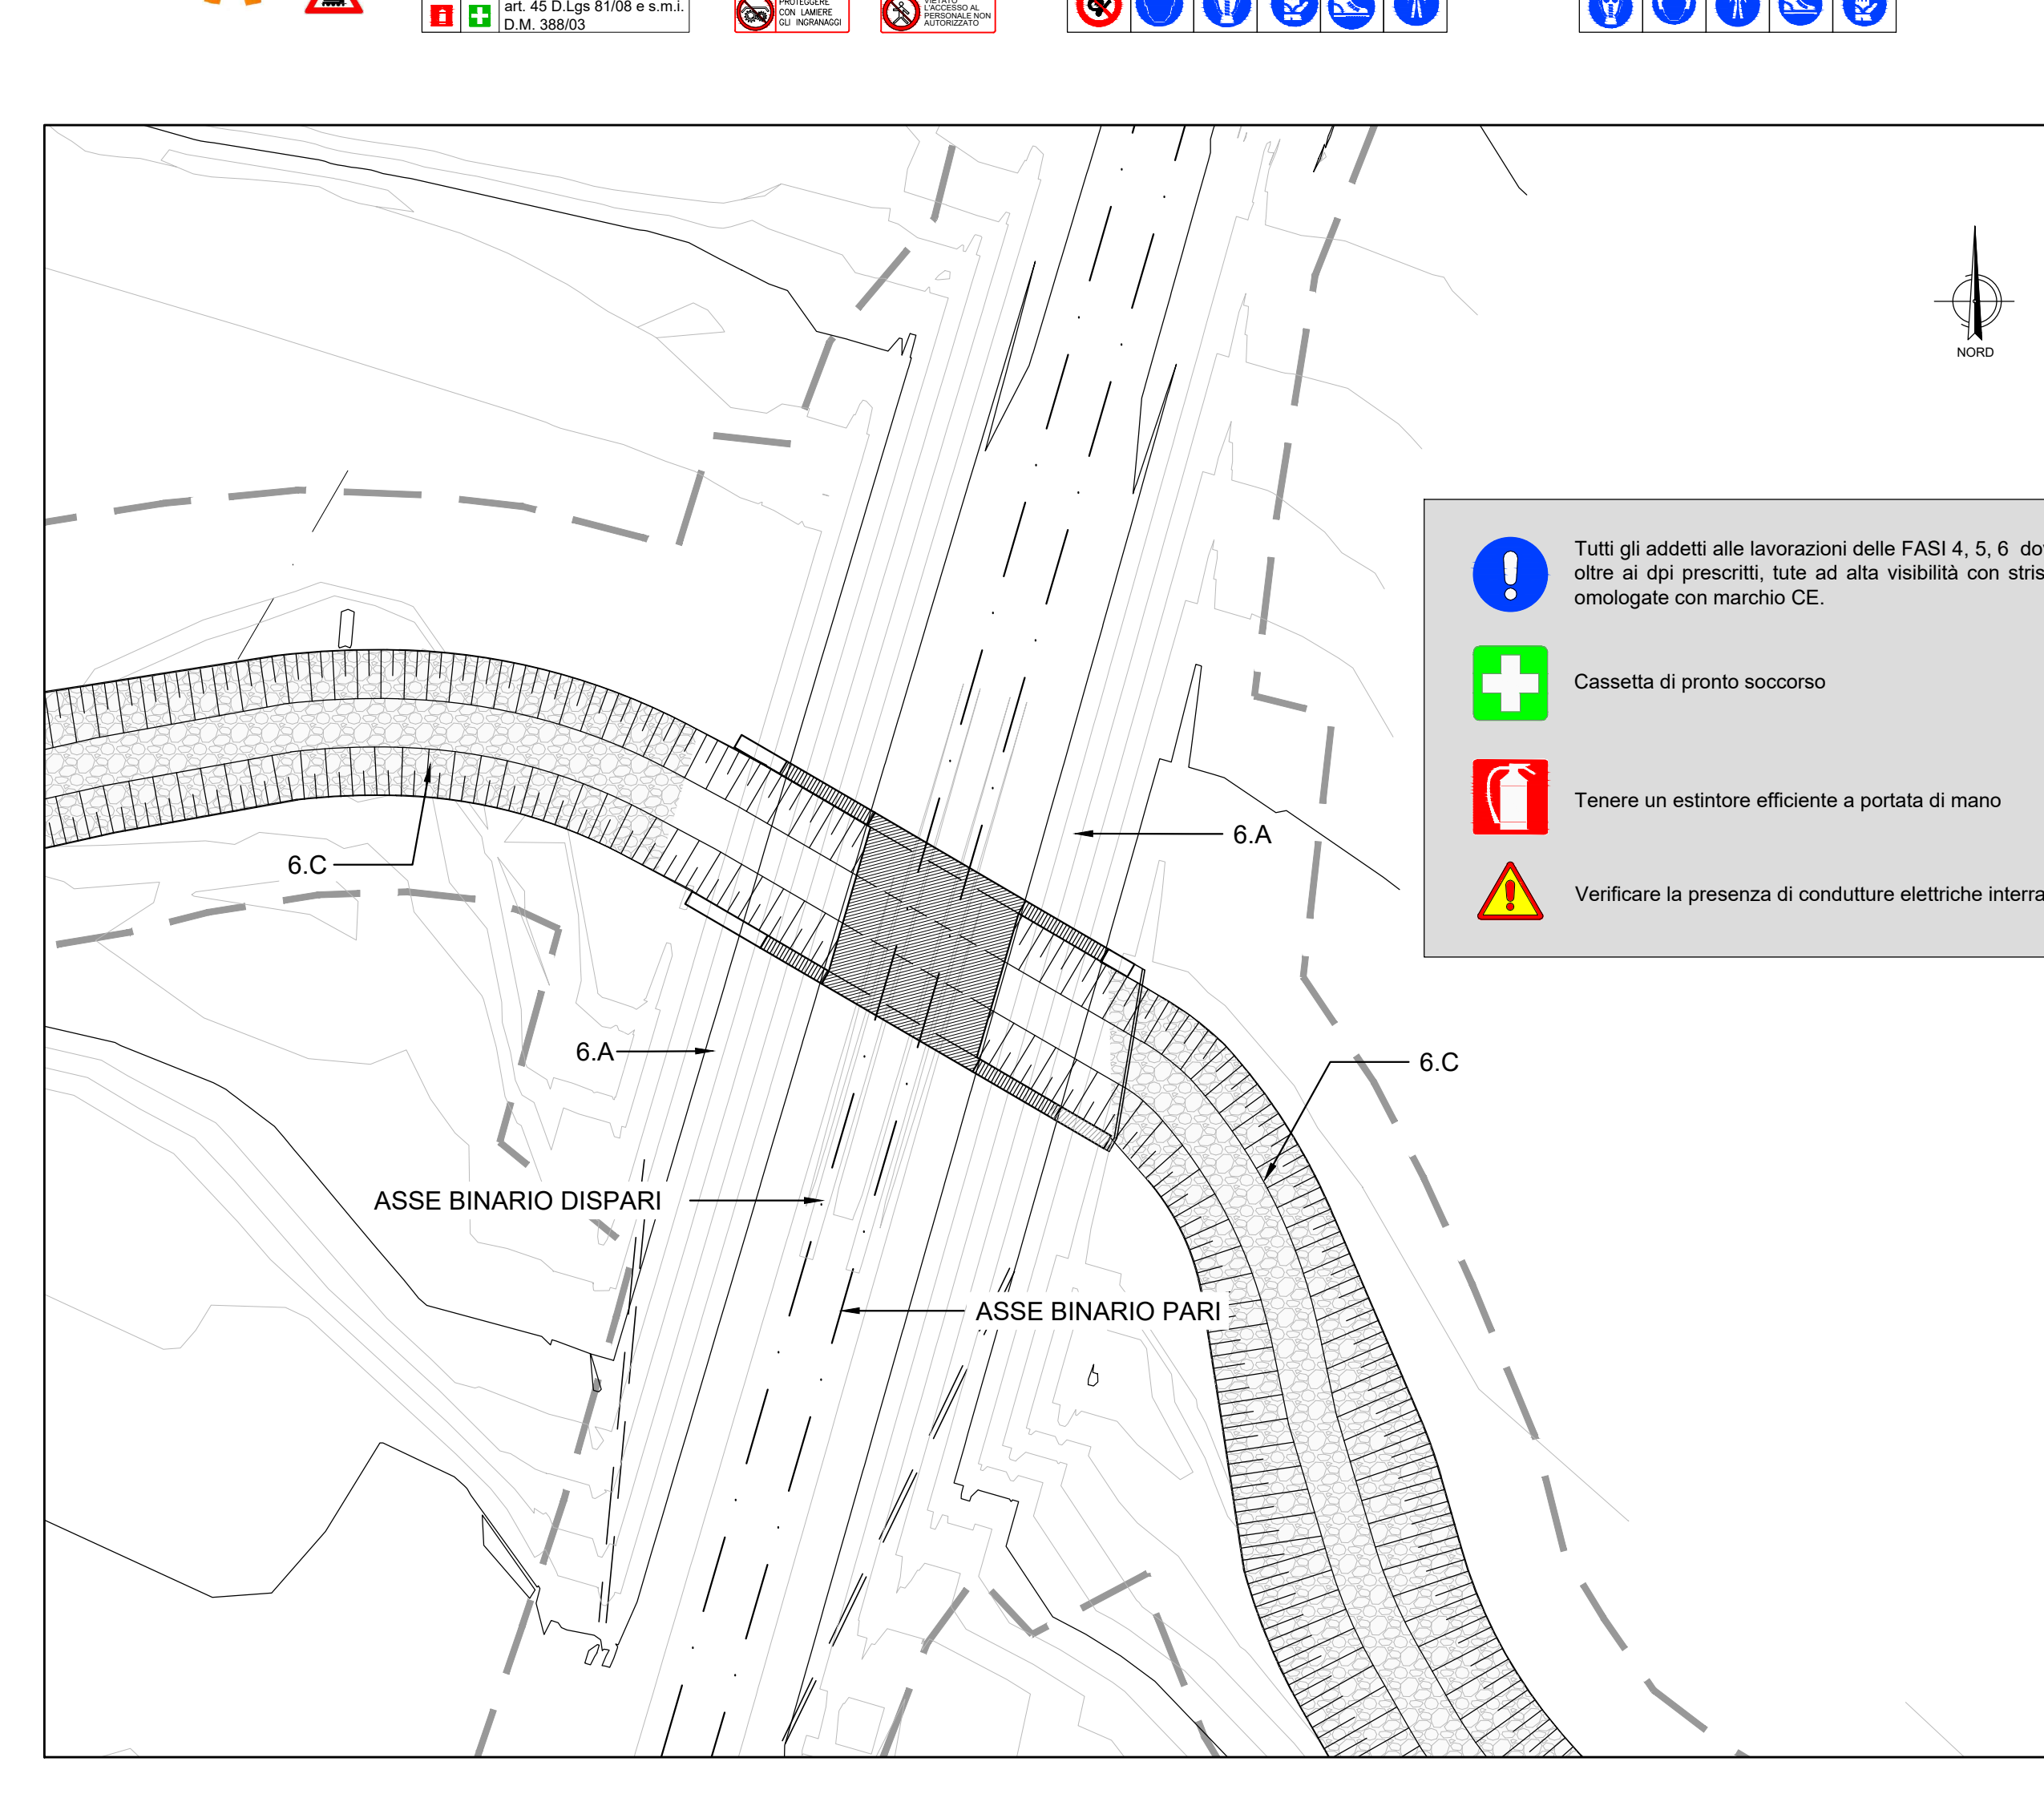 art. 45 D.Lgs 81/08 e s.m.i.
D.M. 388/03
PROTEGGERE
CON LAMIERE
GLI INGRANAGGI
VIETATO
L'ACCESSO AL
PERSONALE NON
AUTORIZZATO
NORD
Tutti gli addetti alle lavorazioni delle FASI 4, 5, 6
oltre ai dpi prescritti, tute ad alta visibilità con
omologate con marchio CE.
Cassetta di pronto soccorso
Tenere un estintore efficiente a portata di mano
Verificare la presenza di condutture elettriche
6.A
6.C
6.A
6.C
ASSE BINARIO DISPARI
ASSE BINARIO PARI